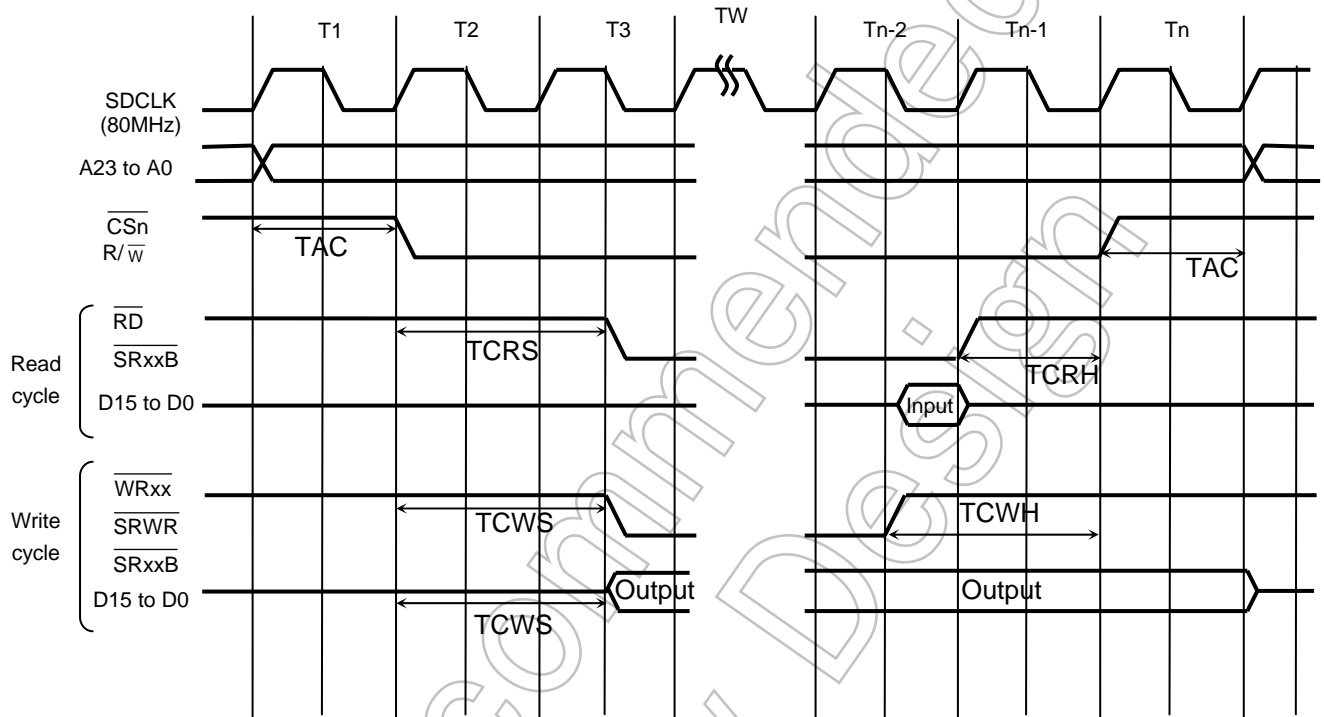 T1 T2 T3 TW Tn-2 Tn-1 Tn
SDCLK
(80MHz)
A23 to A0
CSn
R/ W
TAC TAC
Read
cycle
RD
SRxxB
TCRS TCRH
D15 to D0 Input
Write
cycle
WRxx
SRWR
SRxxB
TCWS TCWH
D15 to D0 Output Output
TCWS